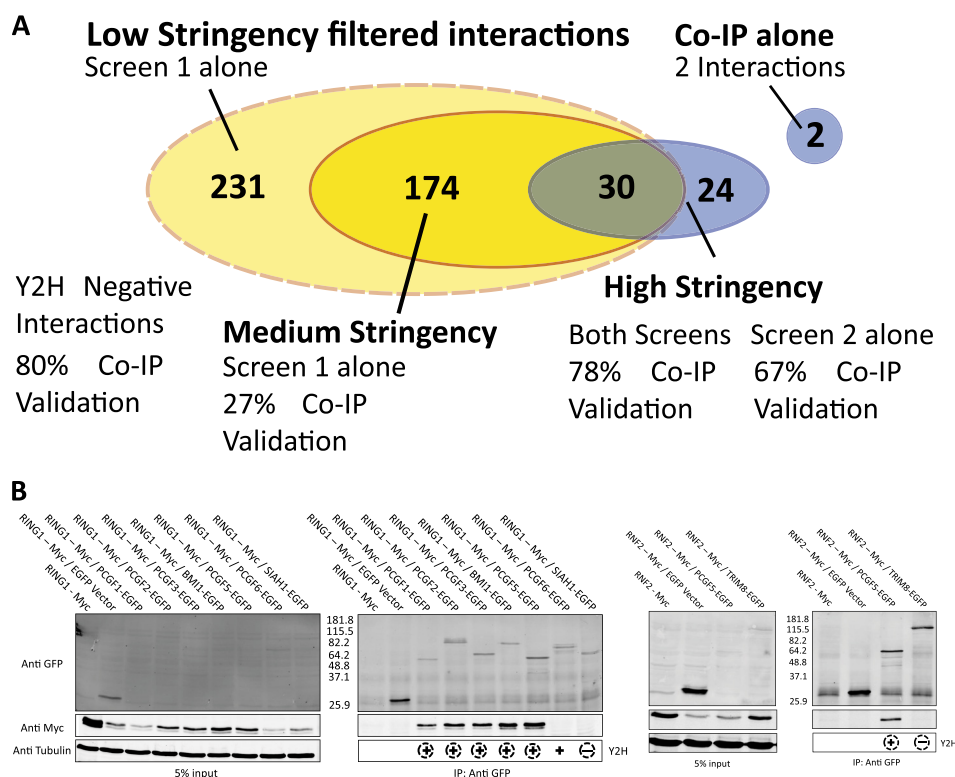 A
Low Stringency filtered interactions
Screen 1 alone
Co-IP alone
2 Interactions
2
231
174
30
24
Y2H Negative
Interactions
80% Co-IP
Validation
Medium Stringency
Screen 1 alone
27% Co-IP
Validation
High Stringency
Both Screens
78% Co-IP
Validation
Screen 2 alone
67% Co-IP
Validation
B
RING1 - Myc
RING1 – Myc / EGFP Vector
RING1 – Myc / PCGF1-EGFP
RING1 – Myc / PCGF2-EGFP
RING1 – Myc / PCGF3-EGFP
RING1 – Myc / BMI1-EGFP
RING1 – Myc / PCGF5-EGFP
RING1 – Myc / PCGF6-EGFP
RING1 – Myc / SIAH1-EGFP
Anti GFP
Anti Myc
Anti Tubulin
5% input
RING1 - Myc
RING1 – Myc / EGFP Vector
RING1 – Myc / PCGF1-EGFP
RING1 – Myc / PCGF2-EGFP
RING1 – Myc / PCGF3-EGFP
RING1 – Myc / BMI1-EGFP
RING1 – Myc / PCGF5-EGFP
RING1 – Myc / PCGF6-EGFP
RING1 – Myc / SIAH1-EGFP
181.8
115.5
82.2
64.2
48.8
37.1
25.9
+ + + + + + − Y2H
IP: Anti GFP
RNF2 - Myc
RNF2 – Myc / EGFP Vector
RNF2 – Myc / PCGF5-EGFP
RNF2 – Myc / TRIM8-EGFP
5% input
RNF2 - Myc
RNF2 – Myc / EGFP Vector
RNF2 – Myc / PCGF5-EGFP
RNF2 – Myc / TRIM8-EGFP
181.8
115.5
82.2
64.2
48.8
37.1
25.9
+ − Y2H
IP: Anti GFP